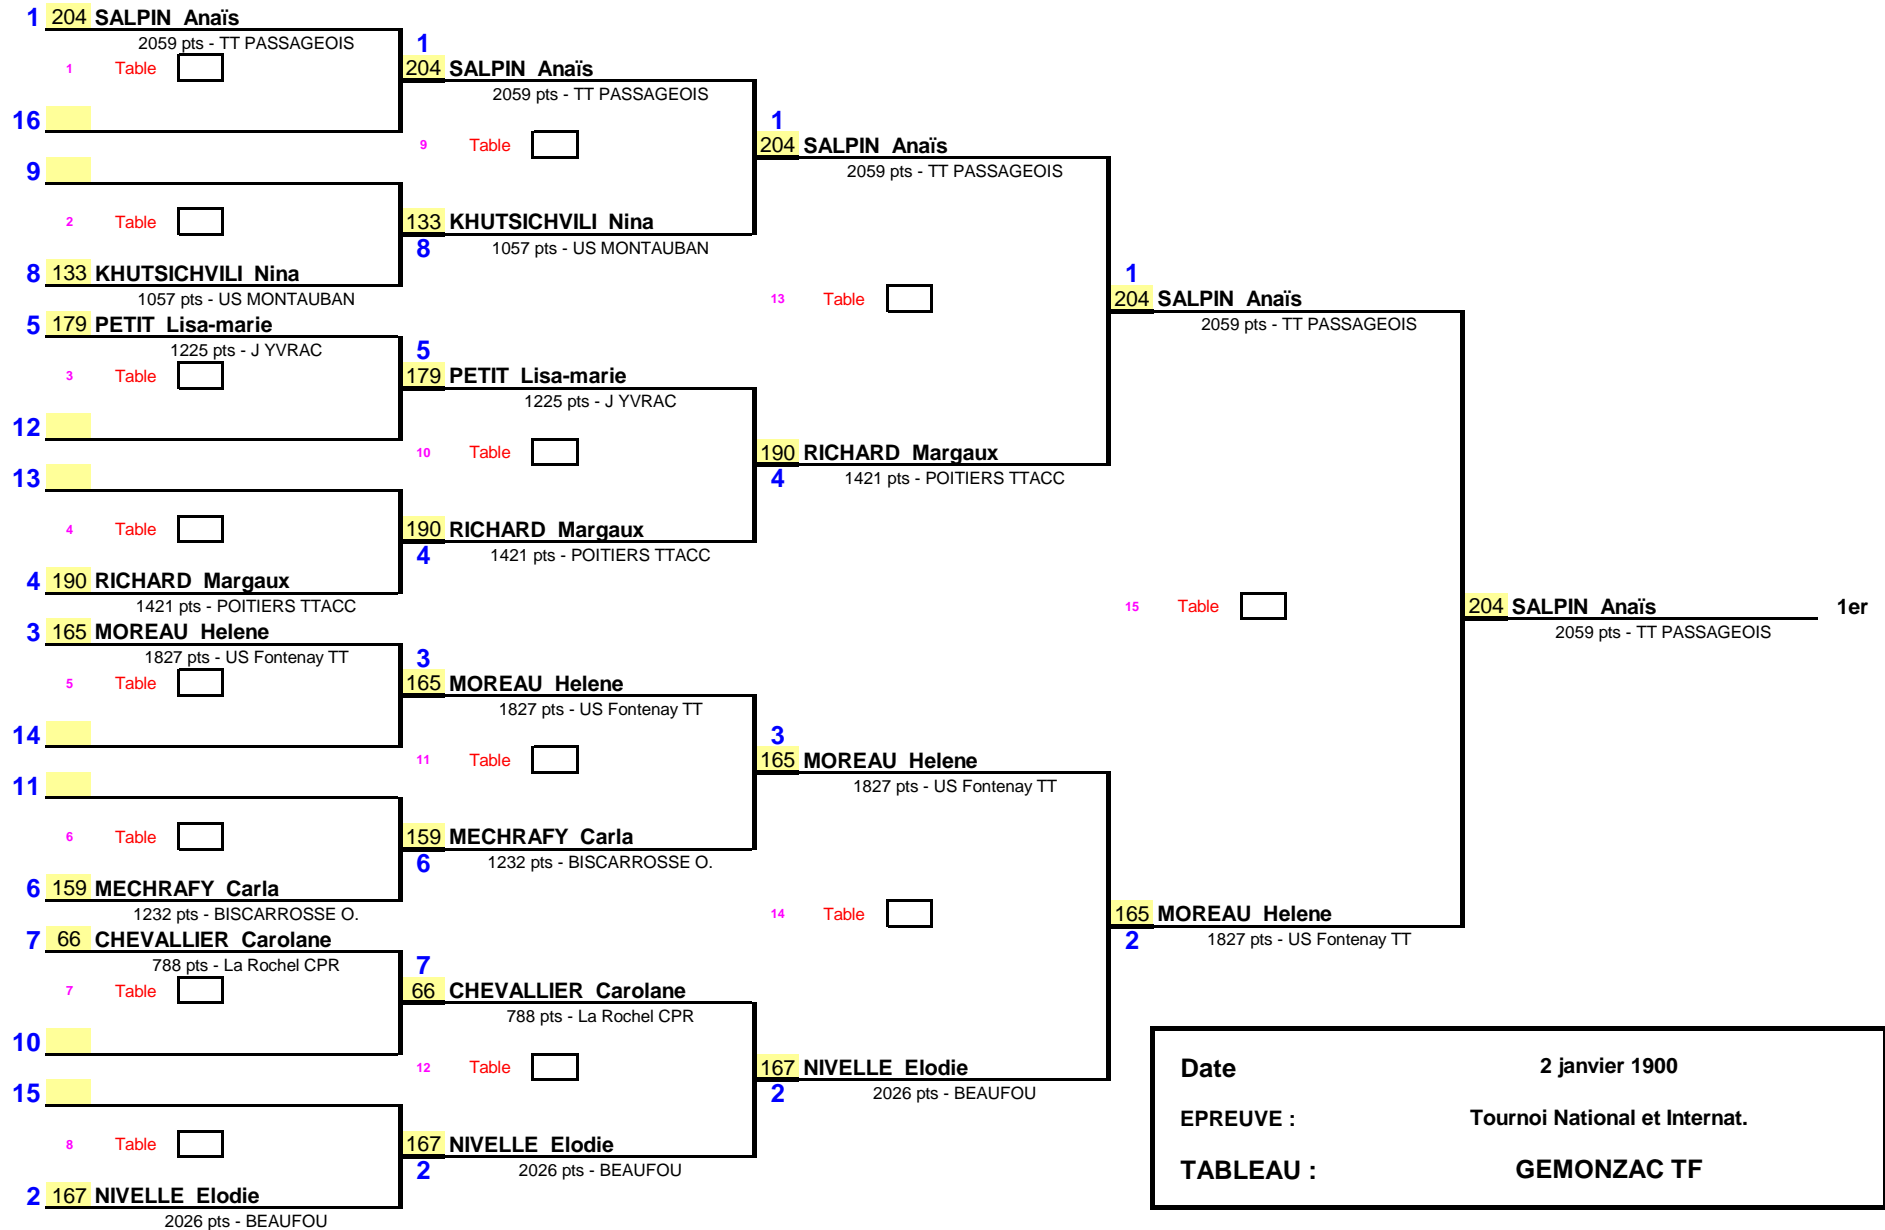 1 204 SALPIN Anaïs
2059 pts - TT PASSAGEOIS
1 Table
16
9
2 Table
8 133 KHUTSICHVILI Nina
1057 pts - US MONTAUBAN
5 179 PETIT Lisa-marie
1225 pts - J YVRAC
3 Table
12
13
4 Table
4 190 RICHARD Margaux
1421 pts - POITIERS TTACC
3 165 MOREAU Helene
1827 pts - US Fontenay TT
5 Table
14
11
6 Table
6 159 MECHRAFY Carla
1232 pts - BISCARROSSE O.
7 66 CHEVALLIER Carolane
788 pts - La Rochel CPR
7 Table
10
15
8 Table
2 167 NIVELLE Elodie
2026 pts - BEAUFOU
1
204 SALPIN Anaïs
2059 pts - TT PASSAGEOIS
9 Table
133 KHUTSICHVILI Nina
8
1057 pts - US MONTAUBAN
5
179 PETIT Lisa-marie
1225 pts - J YVRAC
10 Table
190 RICHARD Margaux
4
1421 pts - POITIERS TTACC
3
165 MOREAU Helene
1827 pts - US Fontenay TT
11 Table
159 MECHRAFY Carla
6
1232 pts - BISCARROSSE O.
7
66 CHEVALLIER Carolane
788 pts - La Rochel CPR
12 Table
167 NIVELLE Elodie
2
2026 pts - BEAUFOU
1
204 SALPIN Anaïs
2059 pts - TT PASSAGEOIS
13 Table
190 RICHARD Margaux
4
1421 pts - POITIERS TTACC
3
165 MOREAU Helene
1827 pts - US Fontenay TT
14 Table
167 NIVELLE Elodie
2
2026 pts - BEAUFOU
1
204 SALPIN Anaïs
2059 pts - TT PASSAGEOIS
15 Table
165 MOREAU Helene
2
1827 pts - US Fontenay TT
204 SALPIN Anaïs 1er
2059 pts - TT PASSAGEOIS
Date 2 janvier 1900
EPREUVE : Tournoi National et Internat.
TABLEAU : GEMONZAC TF